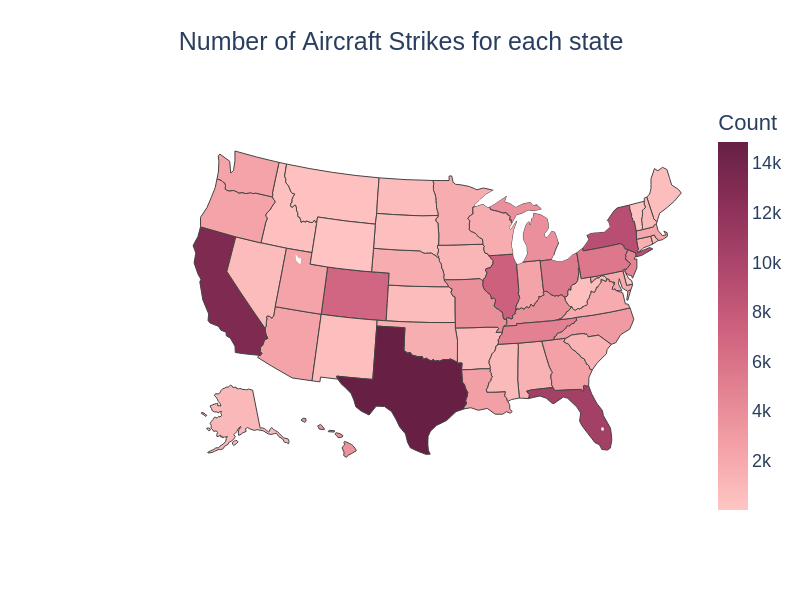 Number of Aircraft Strikes for each state
Count
14k
12k
10k
8k
6k
4k
2k